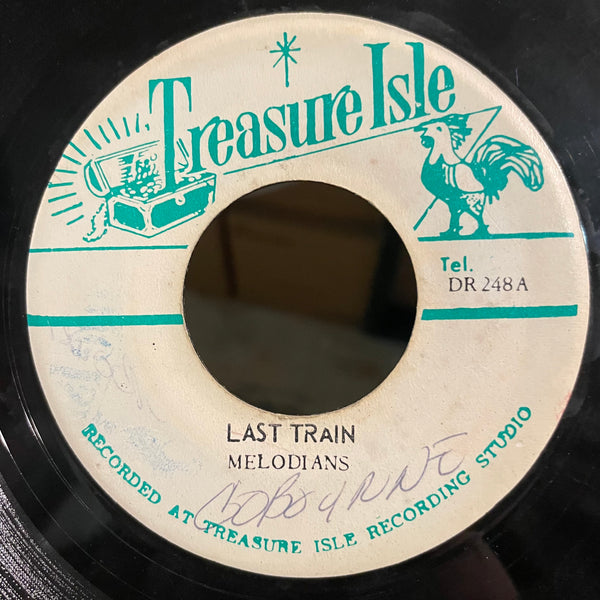 Treasure Isle
Tel.
DR 248 A
LAST TRAIN
MELODIANS
RECORDED AT TREASURE ISLE RECORDING STUDIO